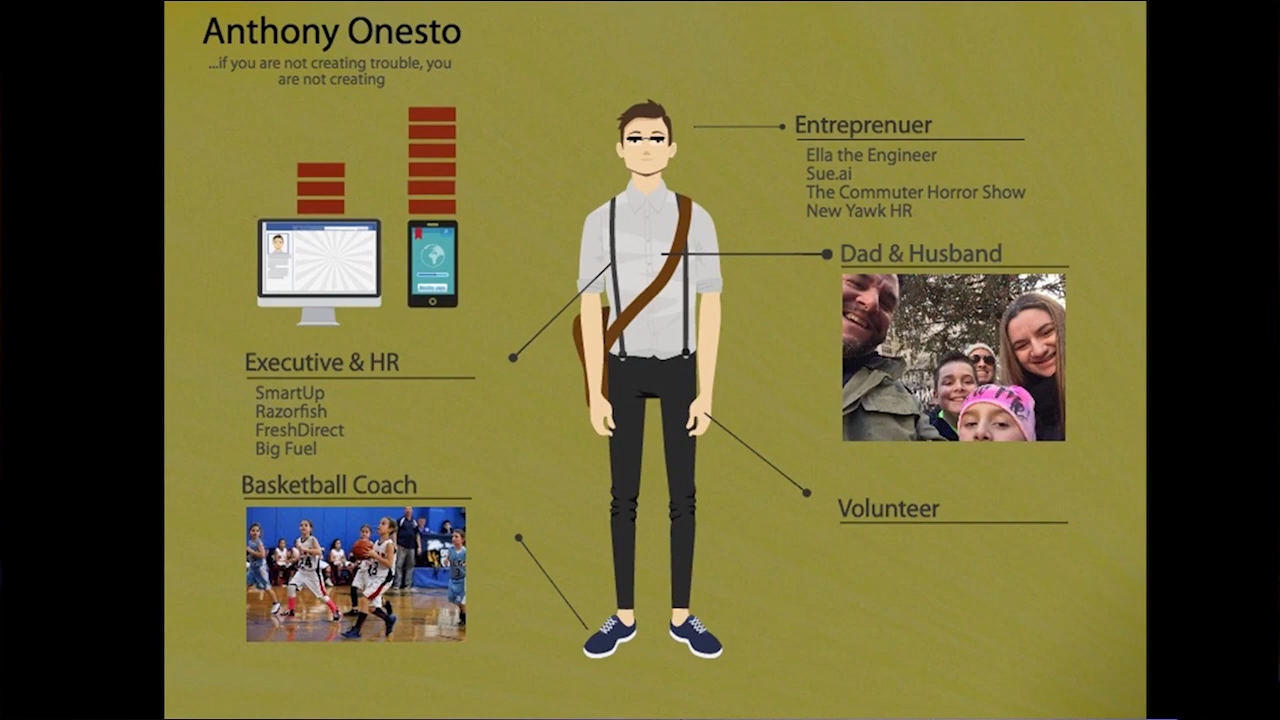 Anthony Onesto
...if you are not creating trouble, you
are not creating
Entreprenuer
Ella the Engineer
Sue.ai
The Commuter Horror Show
New Yawk HR
Dad & Husband
Executive & HR
SmartUp
Razorfish
FreshDirect
Big Fuel
Basketball Coach
Volunteer